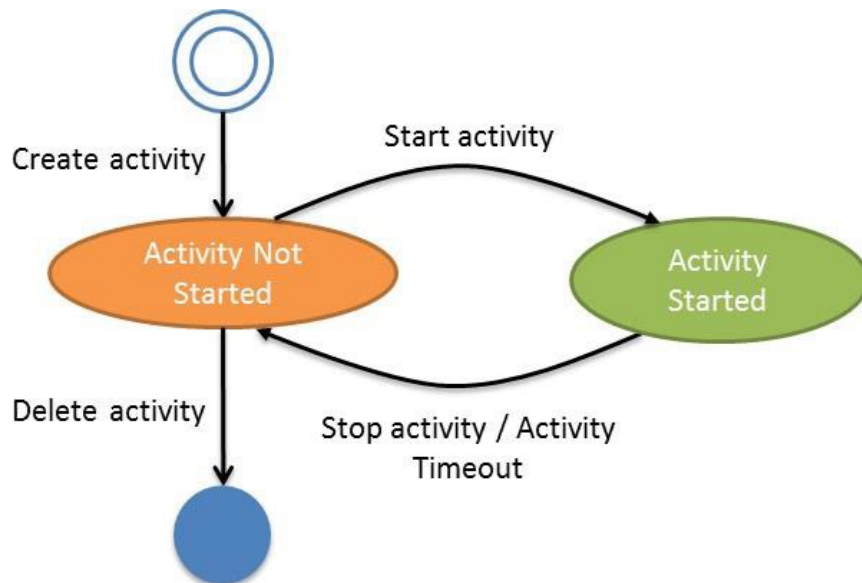 Create activity
Start activity
Activity Not
Started
Activity
Started
Delete activity
Stop activity / Activity
Timeout